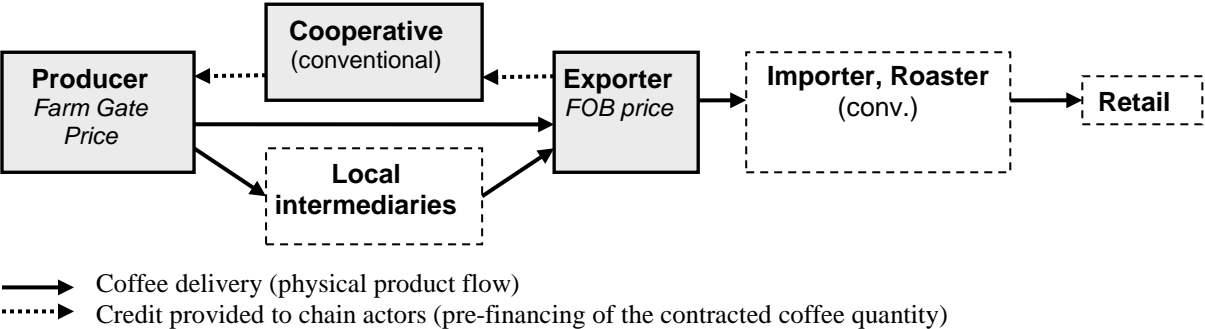 Cooperative
(conventional)
Producer
Farm Gate
Price
Exporter
FOB price
Importer, Roaster
(conv.)
Retail
Local
intermediaries
Coffee delivery (physical product flow)
Credit provided to chain actors (pre-financing of the contracted coffee quantity)